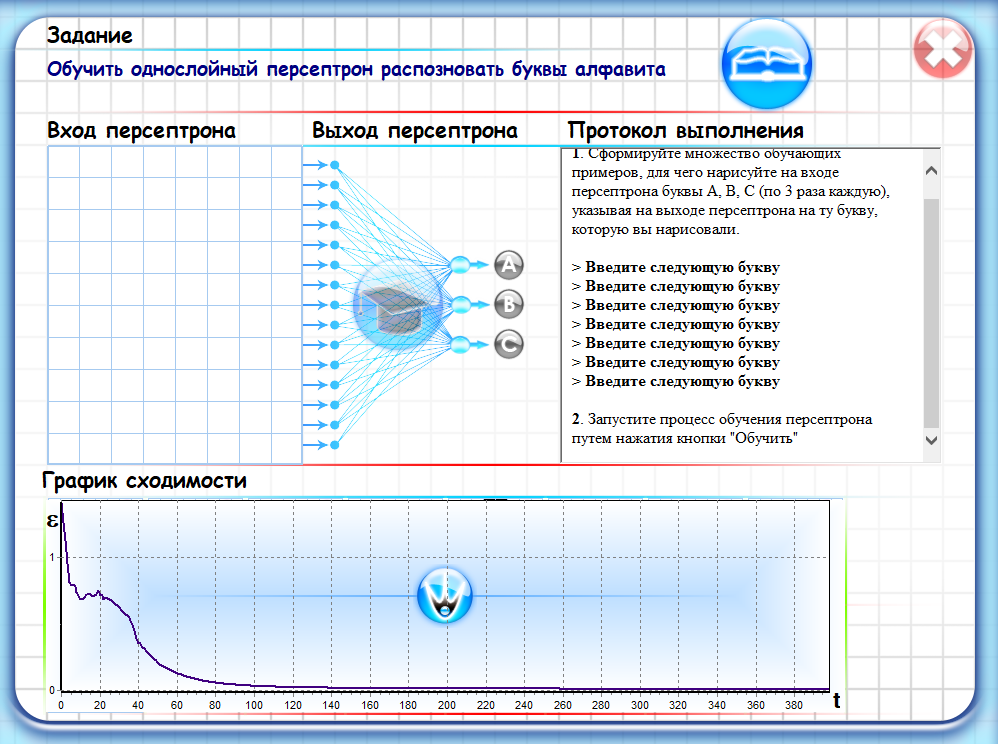 Задание
Обучить однослойный персептрон распозновать буквы алфавита
Вход персептрона
Выход персептрона
Протокол выполнения
1. Сформируйте множество обучающих
примеров, для чего нарисуйте на входе
персептрона буквы А, В, С (по 3 раза каждую),
указывая на выходе персептрона на ту букву,
которую вы нарисовали.
> Введите следующую букву
> Введите следующую букву
> Введите следующую букву
> Введите следующую букву
> Введите следующую букву
> Введите следующую букву
> Введите следующую букву
2. Запустите процесс обучения персептрона
путем нажатия кнопки "Обучить"
A
B
C
График сходимости
ε
1
0
0 20 40 60 80 100 120 140 160 180 200 220 240 260 280 300 320 340 360 380
t